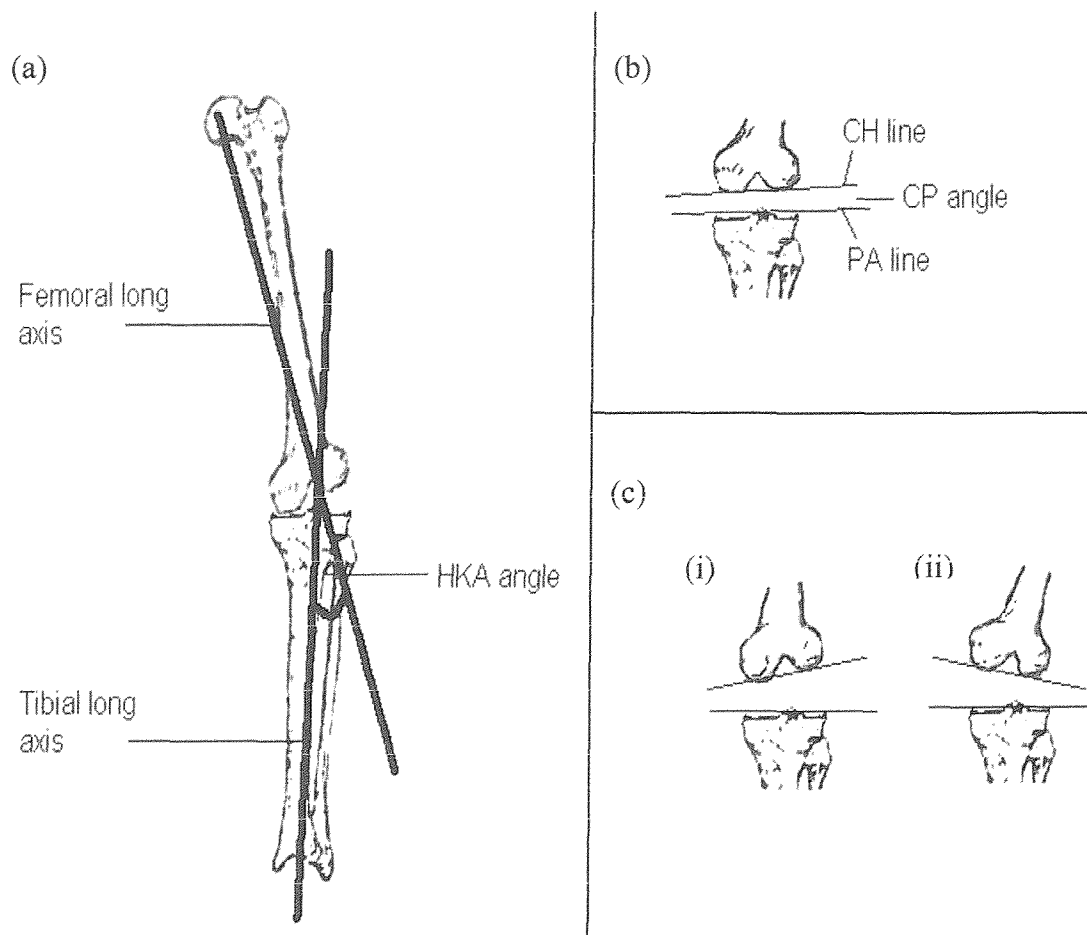 (a)
Femoral long
axis
HKA angle
Tibial long
axis
(b)
CH line
CP angle
PA line
(c)
(i)
(ii)